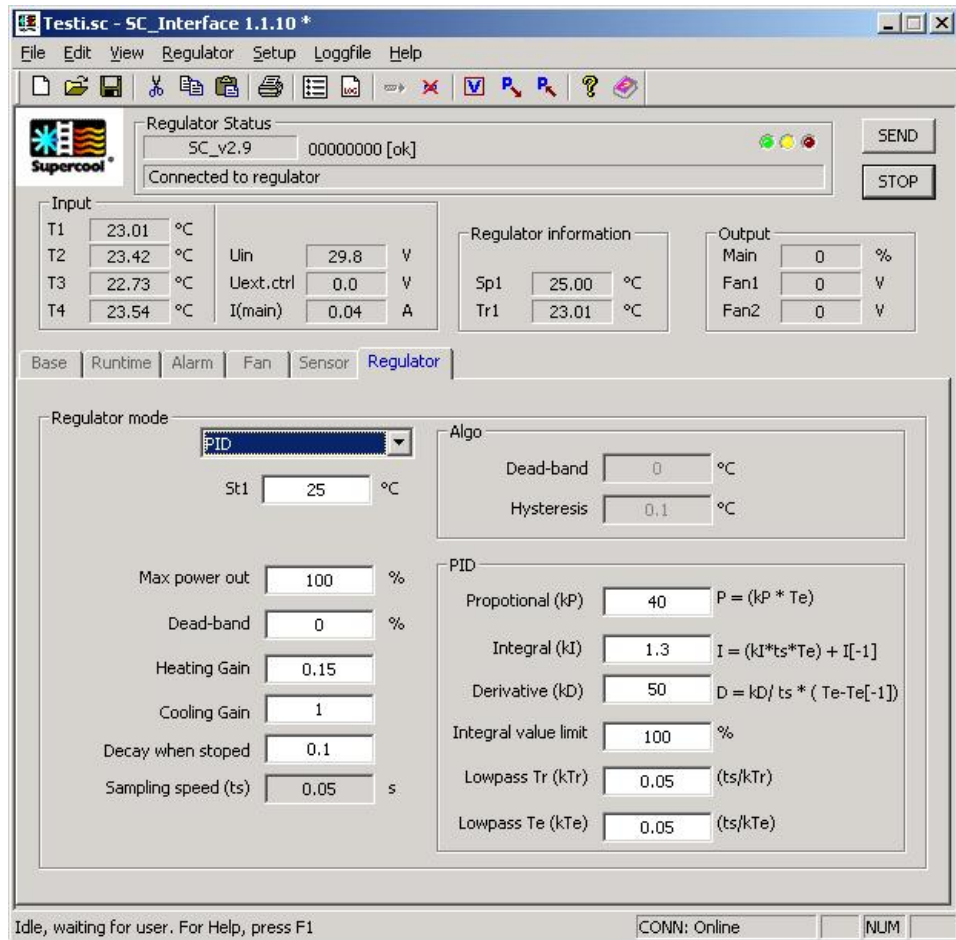 Testi.sc - SC_Interface 1.1.10 *
File Edit View Regulator Setup Loggfile Help
LOG V P P ?
Supercool
Regulator Status
SC_v2.9 00000000 [ok]
Connected to regulator
SEND
STOP
Input
T1 23.01 °C
T2 23.42 °C
T3 22.73 °C
T4 23.54 °C
Uin 29.8 V
Uext.ctrl 0.0 V
I(main) 0.04 A
Regulator information
Sp1 25.00 °C
Tr1 23.01 °C
Output
Main 0 %
Fan1 0 V
Fan2 0 V
Base Runtime Alarm Fan Sensor Regulator
Regulator mode
PID
St1 25 °C
Max power out 100 %
Dead-band 0 %
Heating Gain 0.15
Cooling Gain 1
Decay when stoped 0.1
Sampling speed (ts) 0.05 s
Algo
Dead-band 0 °C
Hysteresis 0.1 °C
PID
Propotional (kP) 40 P = (kP * Te)
Integral (kI) 1.3 I = (kI*ts*Te) + I[-1]
Derivative (kD) 50 D = kD/ ts * ( Te-Te[-1])
Integral value limit 100 %
Lowpass Tr (kTr) 0.05 (ts/kTr)
Lowpass Te (kTe) 0.05 (ts/kTe)
Idle, waiting for user. For Help, press F1
CONN: Online
NUM